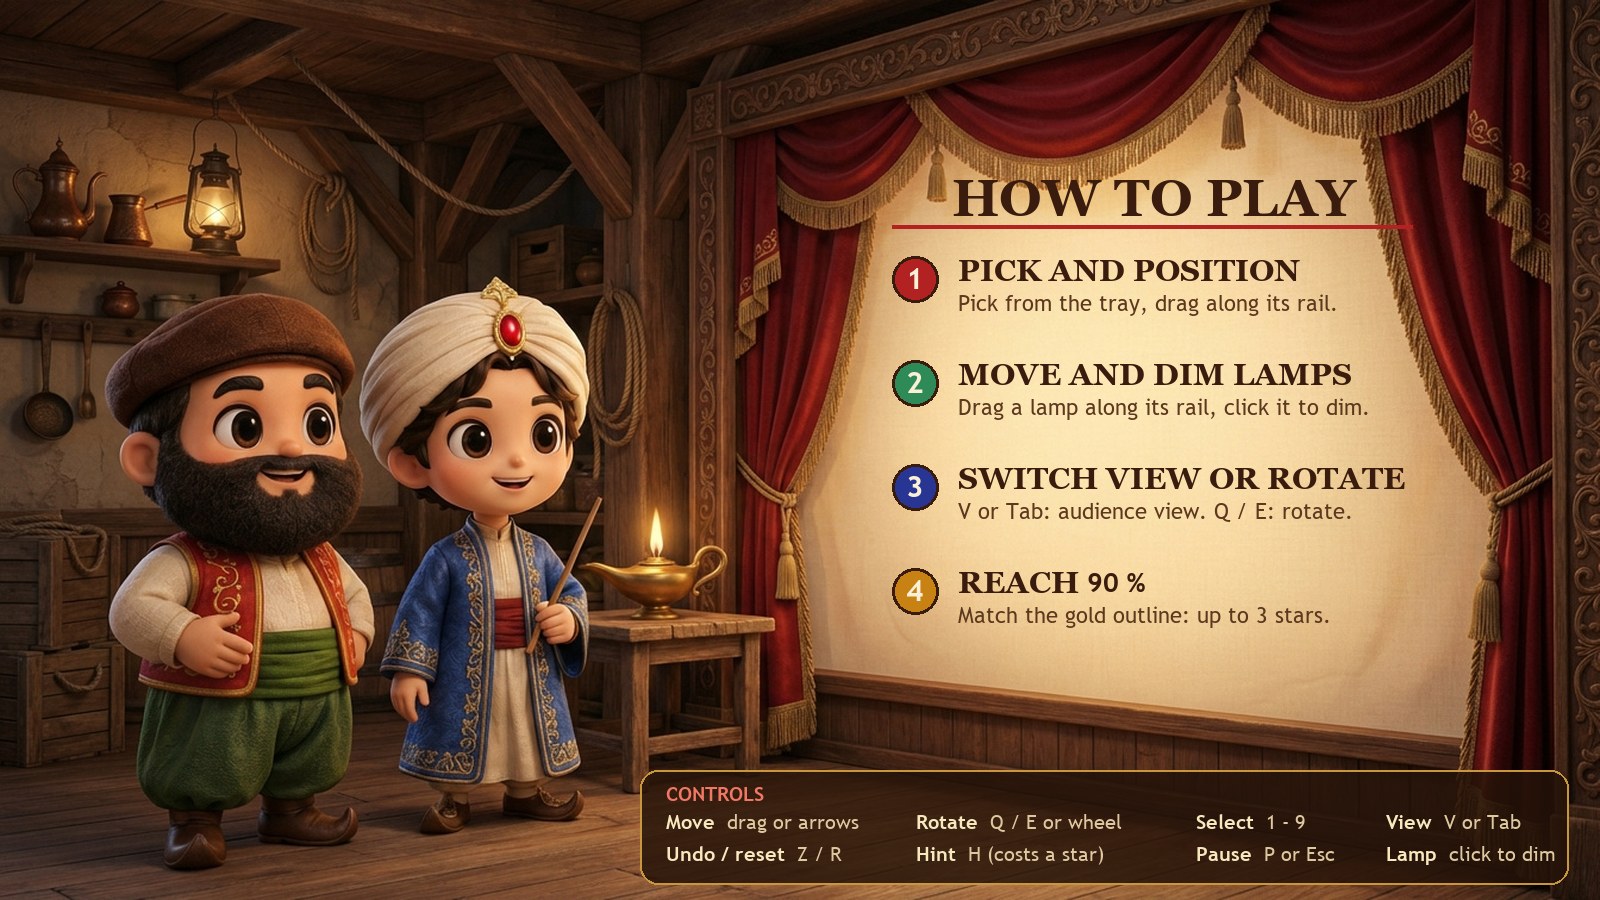 HOW TO PLAY
1 PICK AND POSITION
Pick from the tray, drag along its rail.
2 MOVE AND DIM LAMPS
Drag a lamp along its rail, click it to dim.
3 SWITCH VIEW OR ROTATE
V or Tab: audience view. Q / E: rotate.
4 REACH 90 %
Match the gold outline: up to 3 stars.
CONTROLS
Move drag or arrows Rotate Q / E or wheel Select 1 - 9 View V or Tab
Undo / reset Z / R Hint H (costs a star) Pause P or Esc Lamp click to dim